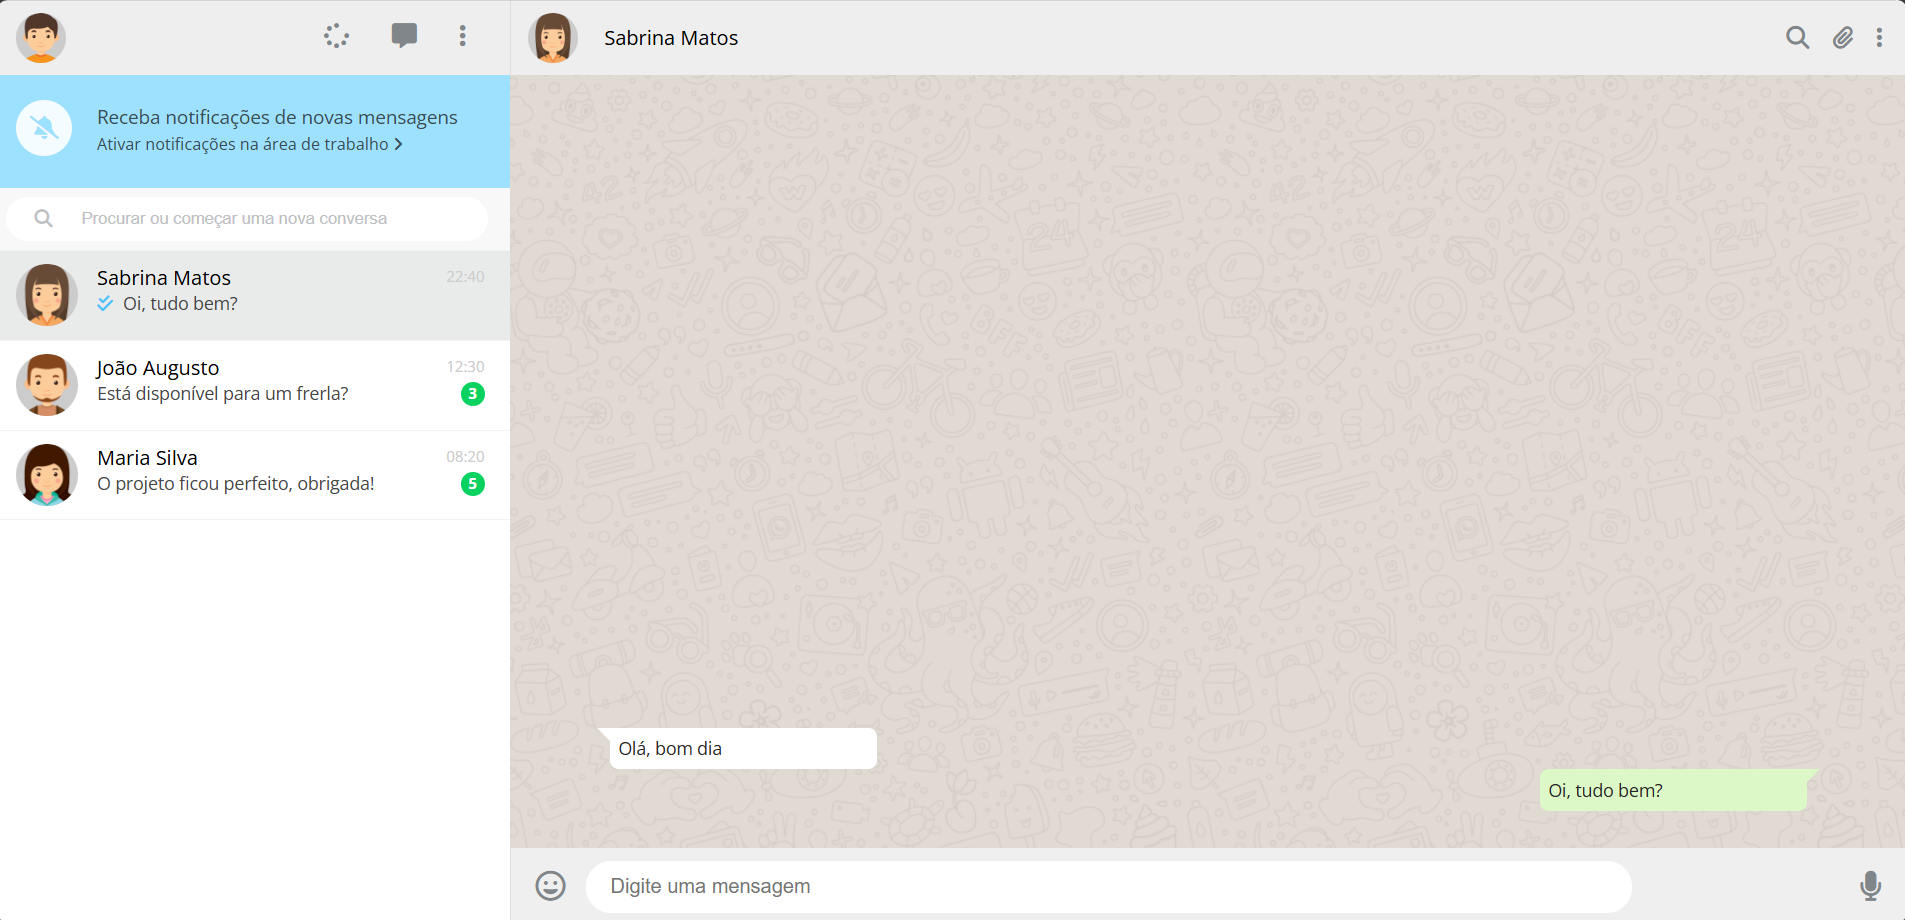 Sabrina Matos
Receba notificações de novas mensagens
Ativar notificações na área de trabalho
Procurar ou começar uma nova conversa
Sabrina Matos 22:40
Oi, tudo bem?
João Augusto 12:30
Está disponível para um frerla? 3
Maria Silva 08:20
O projeto ficou perfeito, obrigada! 5
Olá, bom dia
Oi, tudo bem?
Digite uma mensagem